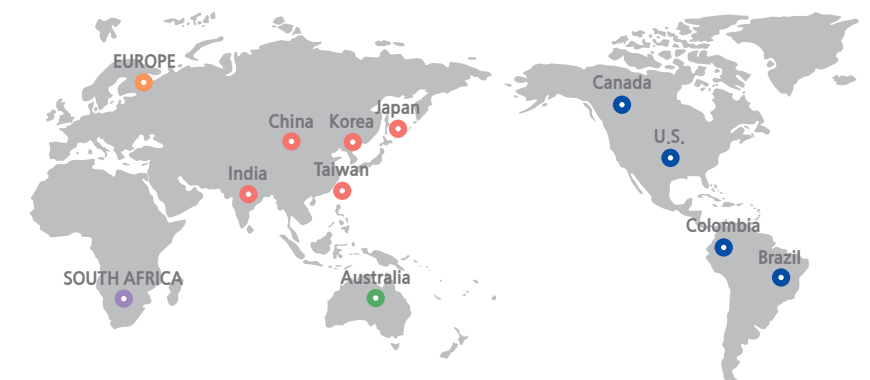 EUROPE
Canada
Japan
China
Korea
U.S.
India
Taiwan
Colombia
Brazil
SOUTH AFRICA
Australia